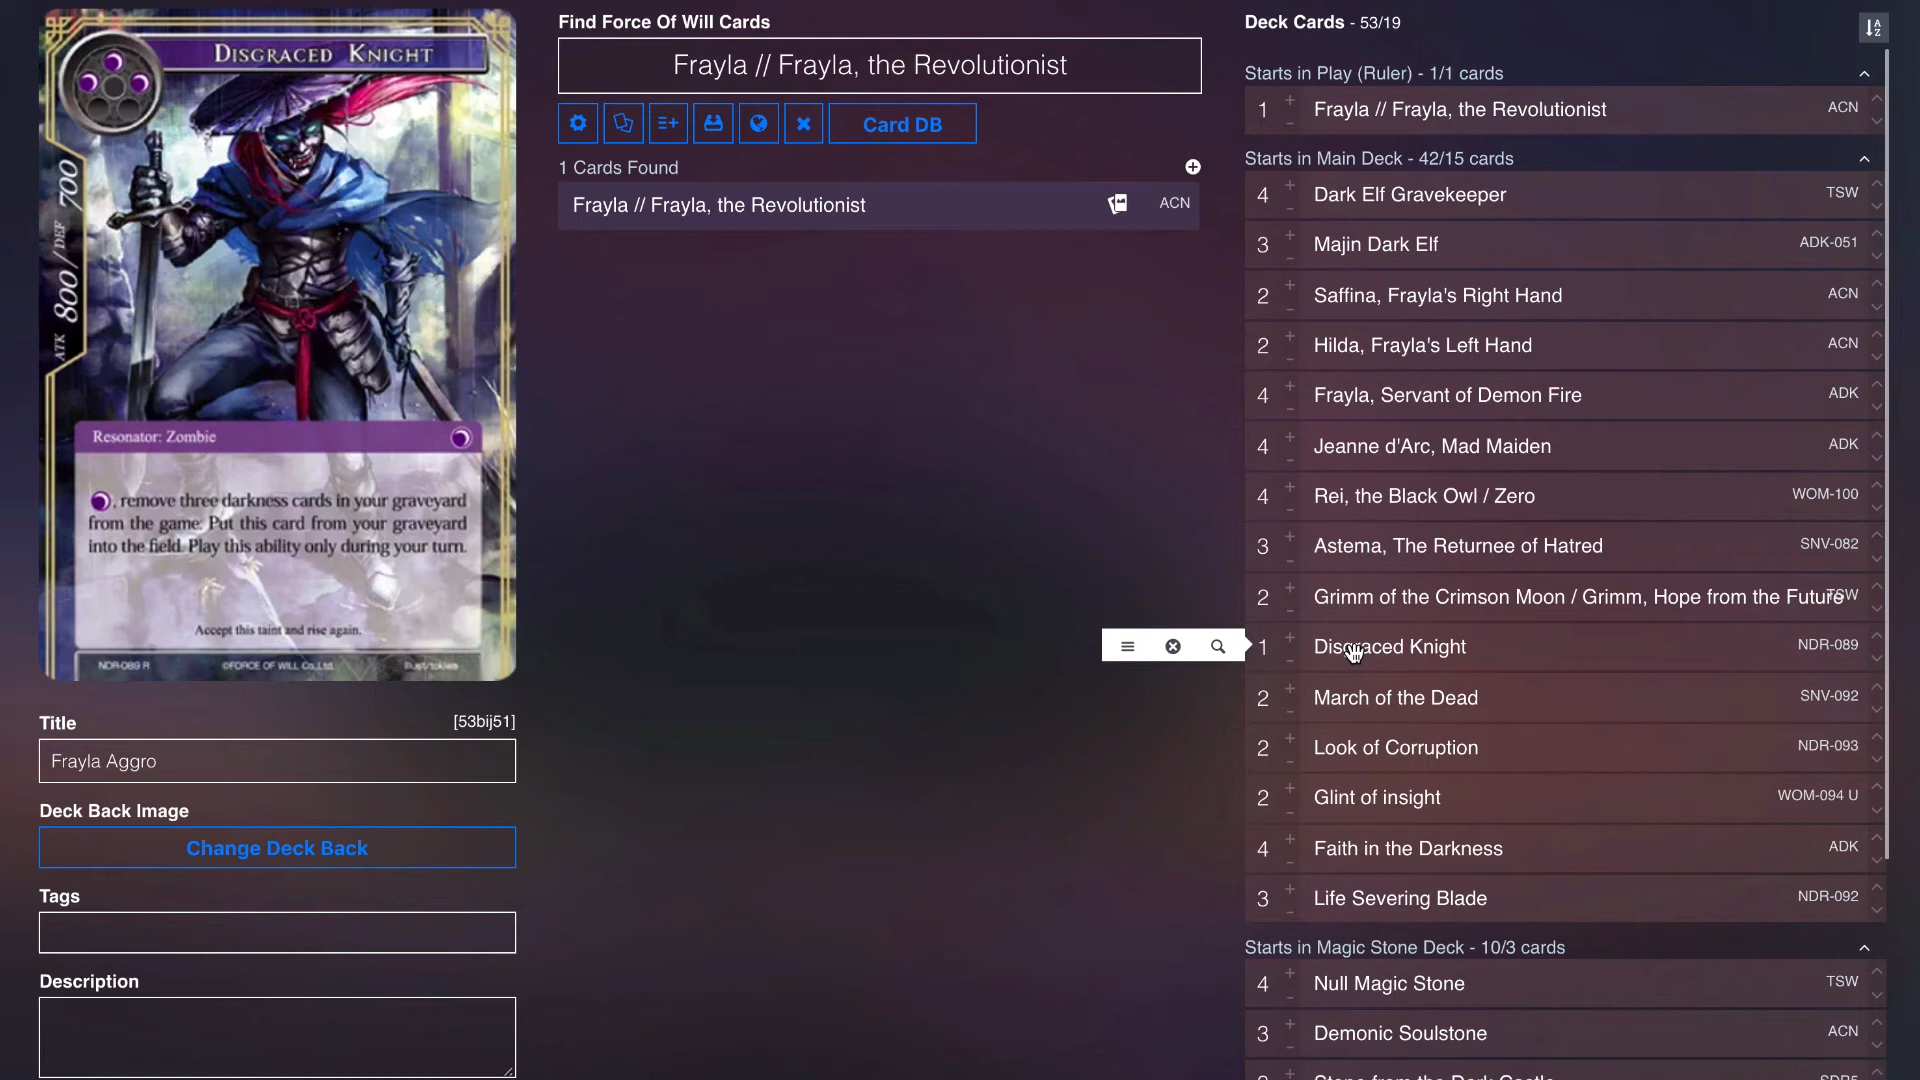 DISGRACED KNIGHT
ATK 800/DEF 700
Resonator: Zombie
, remove three darkness cards in your graveyard
from the game: Put this card from your graveyard
into the field. Play this ability only during your turn.
Accept this taint and rise again.
NDR-089 R ©FORCE OF WILL Co.,Ltd.
Title [53bij51]
Frayla Aggro
Deck Back Image
Change Deck Back
Tags
Description
Find Force Of Will Cards
Frayla // Frayla, the Revolutionist
Card DB
1 Cards Found
Frayla // Frayla, the Revolutionist ACN
Deck Cards - 53/19
Starts in Play (Ruler) - 1/1 cards
1 Frayla // Frayla, the Revolutionist ACN
Starts in Main Deck - 42/15 cards
4 Dark Elf Gravekeeper TSW
3 Majin Dark Elf ADK-051
2 Saffina, Frayla's Right Hand ACN
2 Hilda, Frayla's Left Hand ACN
4 Frayla, Servant of Demon Fire ADK
4 Jeanne d'Arc, Mad Maiden ADK
4 Rei, the Black Owl / Zero WOM-100
3 Astema, The Returnee of Hatred SNV-082
2 Grimm of the Crimson Moon / Grimm, Hope from the Future TSW
1 Disgraced Knight NDR-089
2 March of the Dead SNV-092
2 Look of Corruption NDR-093
2 Glint of insight WOM-094 U
4 Faith in the Darkness ADK
3 Life Severing Blade NDR-092
Starts in Magic Stone Deck - 10/3 cards
4 Null Magic Stone TSW
3 Demonic Soulstone ACN
Stone from the Dark Castle